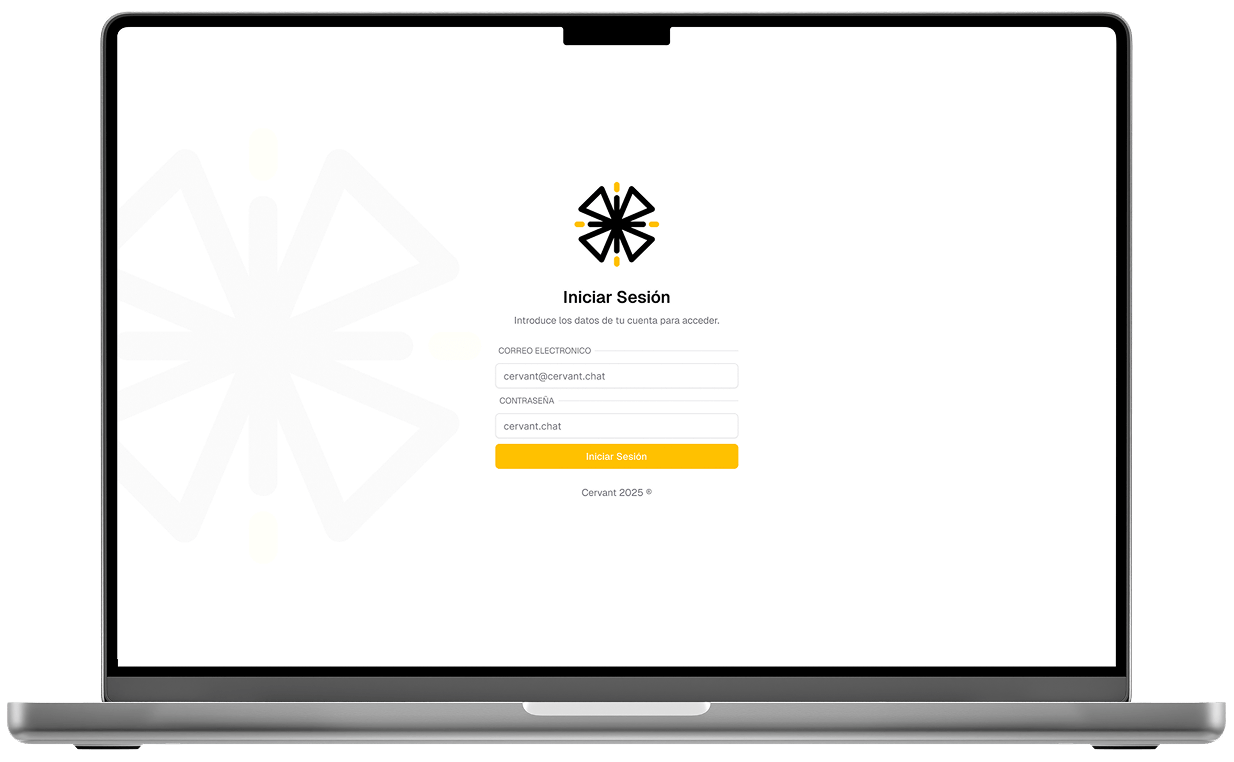 Iniciar Sesión
Introduce los datos de tu cuenta para acceder.
CORREO ELECTRONICO
cervant@cervant.chat
CONTRASEÑA
cervant.chat
Iniciar Sesión
Cervant 2025 ®